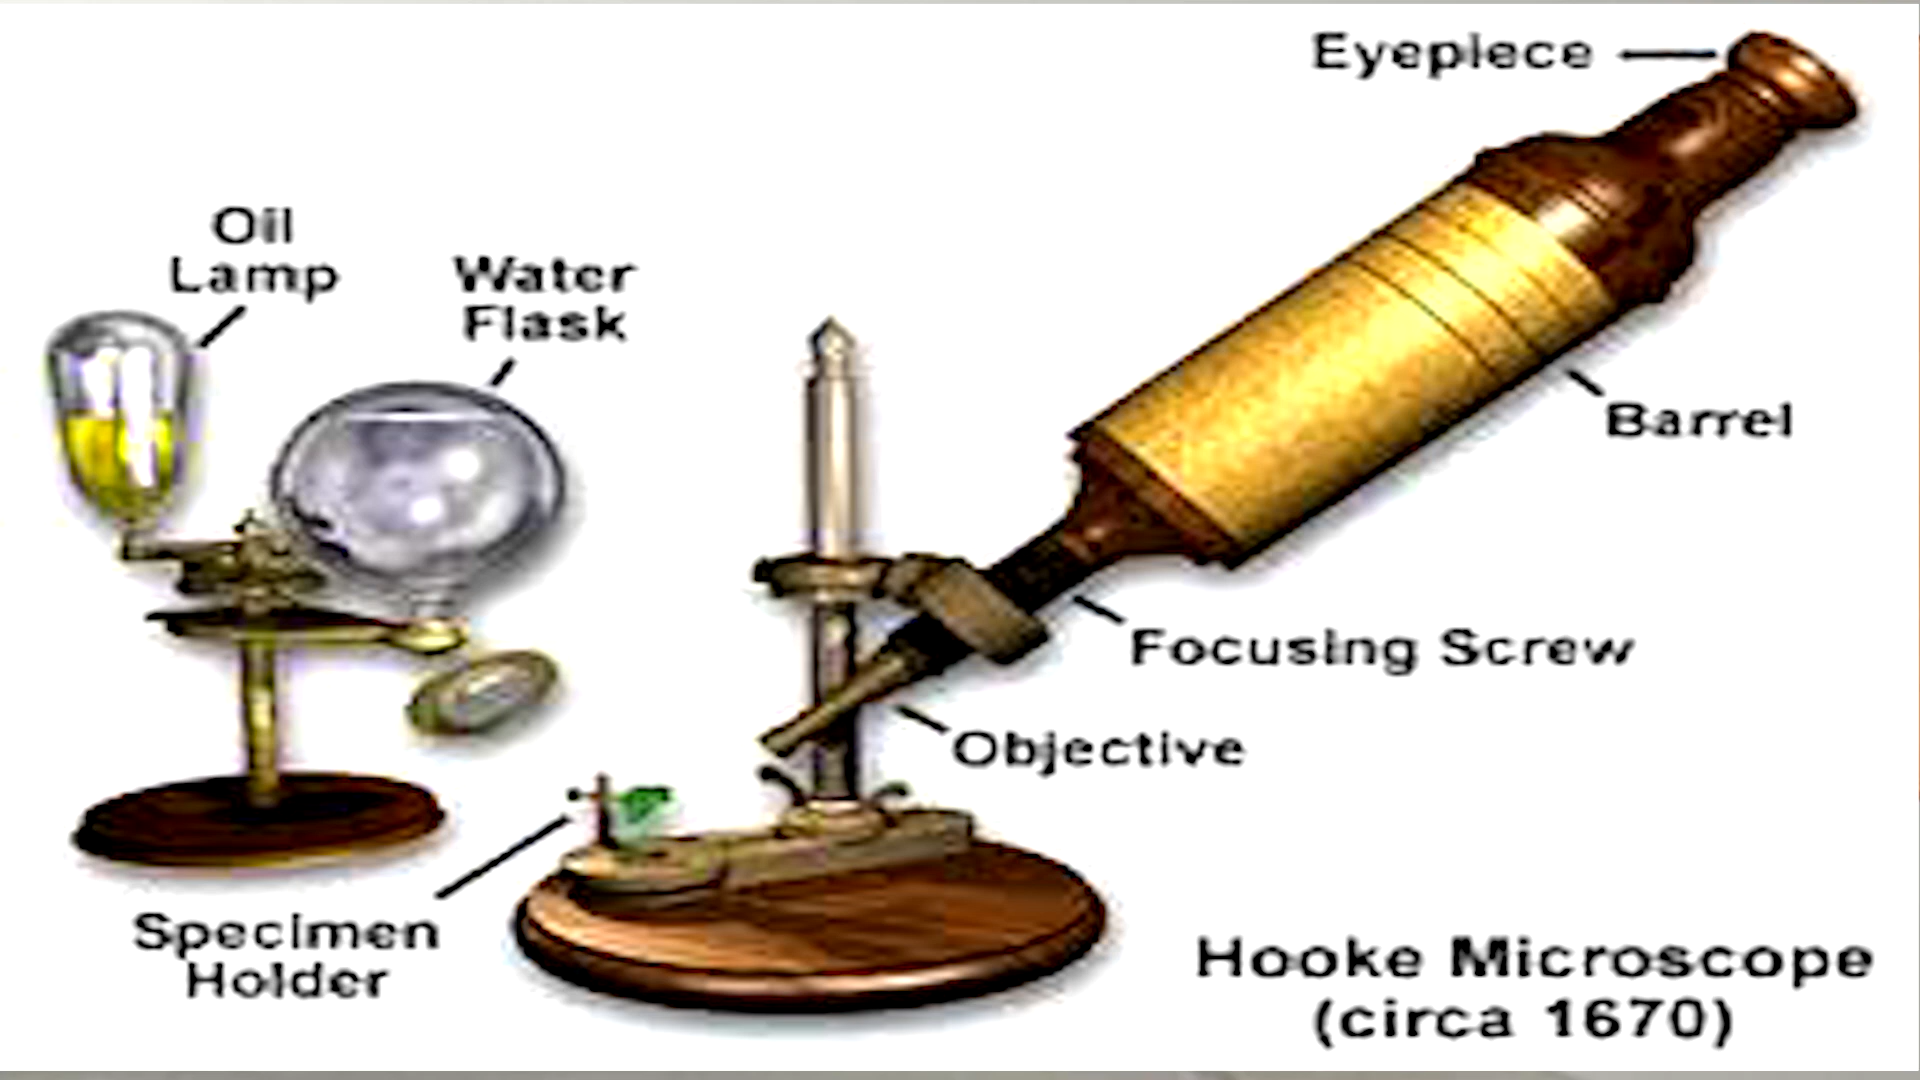 Eyepiece
Oil
Lamp
Water
Flask
Barrel
Focusing Screw
Objective
Specimen
Holder
Hooke Microscope
(circa 1670)